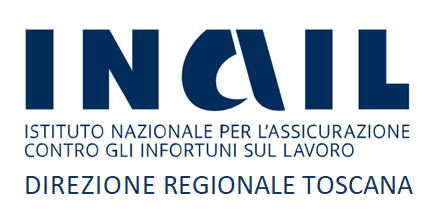 INAIL
ISTITUTO NAZIONALE PER L'ASSICURAZIONE
CONTRO GLI INFORTUNI SUL LAVORO
DIREZIONE REGIONALE TOSCANA